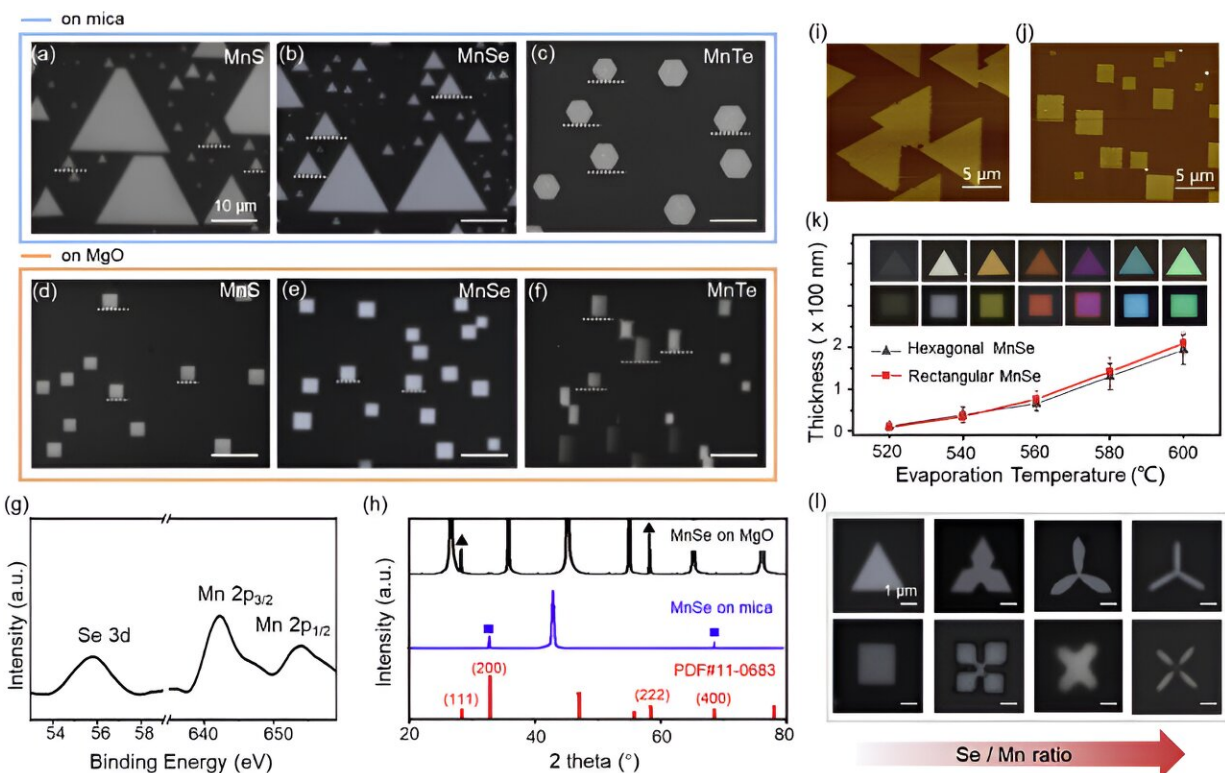 on mica
(a)
MnS
10 μm
(b)
MnSe
(c)
MnTe
on MgO
(d)
MnS
(e)
MnSe
(f)
MnTe
(g)
Intensity (a.u.)
Se 3d
Mn 2p3/2
Mn 2p1/2
54 56 58 640 650
Binding Energy (eV)
(h)
Intensity (a.u.)
MnSe on MgO
MnSe on mica
PDF#11-0683
(111)
(200)
(222)
(400)
20 40 60 80
2 theta (°)
(i)
5 μm
(j)
5 μm
(k)
Thickness ( x 100 nm)
2
1
0
Hexagonal MnSe
Rectangular MnSe
520 540 560 580 600
Evaporation Temperature (℃)
(l)
1 μm
Se / Mn ratio